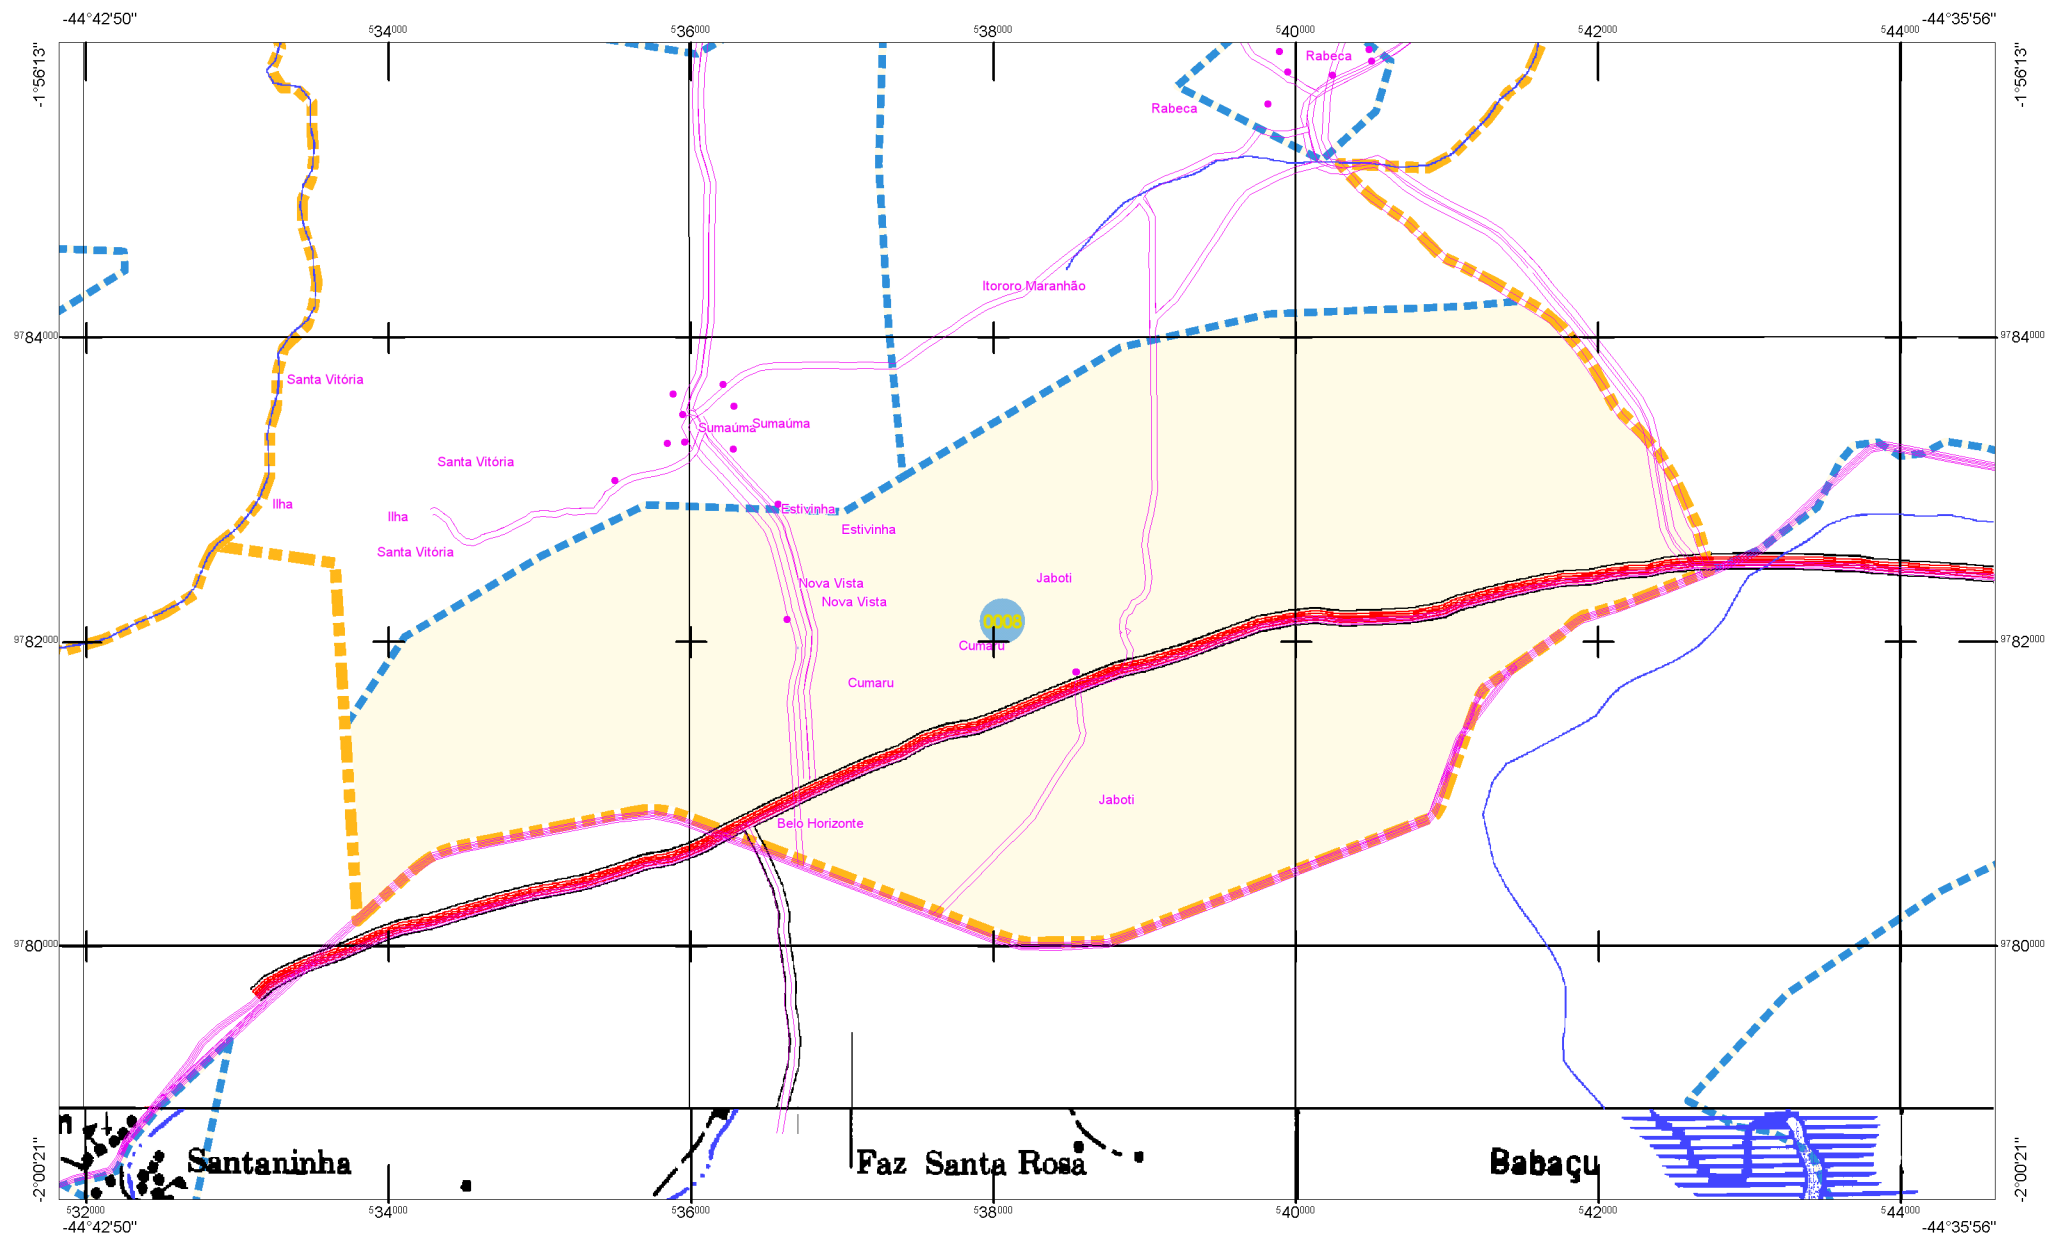 -44°42'50"
-44°35'56"
534000
536000
538000
540000
542000
544000
-1°56'13"
-1°56'13"
Rabeca
Rabeca
Itororo Maranhão
9784000
9784000
Santa Vitória
Sumaúma
Sumaúma
Santa Vitória
Ilha
Ilha
Estivinha
Estivinha
Santa Vitória
Nova Vista
Jaboti
Nova Vista
0008
9782000
9782000
Cumaru
Cumaru
Jaboti
Belo Horizonte
9780000
9780000
Santaninha
Faz Santa Rosa
Babaçu
-2°00'21"
-2°00'21"
532000
534000
536000
538000
540000
542000
544000
-44°42'50"
-44°35'56"